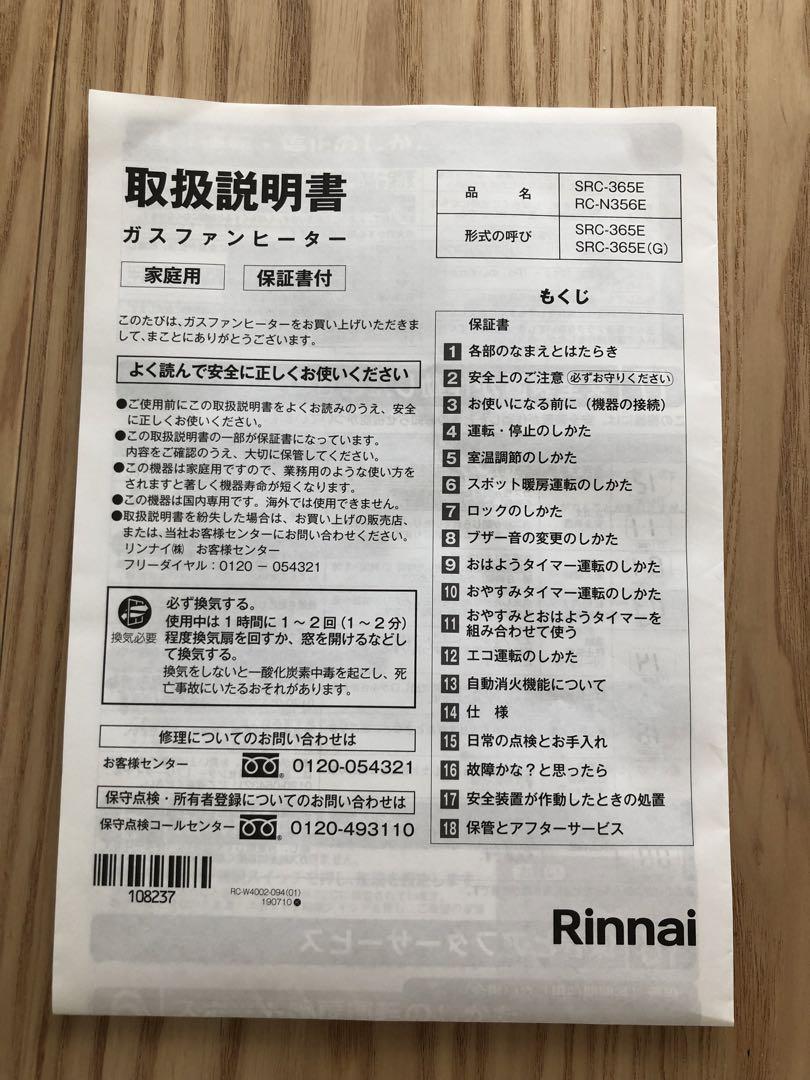 取扱説明書
ガスファンヒーター
家庭用 保証書付
このたびは、ガスファンヒーターをお買い上げいただきま
して、まことにありがとうございます。
よく読んで安全に正しくお使いください
●ご使用前にこの取扱説明書をよくお読みのうえ、安全
に正しくお使いください。
●この取扱説明書の一部が保証書になっています。
内容をご確認のうえ、大切に保管してください。
●この機器は家庭用ですので、業務用のような使い方を
されますと著しく機器寿命が短くなります。
●この機器は国内専用です。海外では使用できません。
●取扱説明書を紛失した場合は、お買い上げの販売店、
または、当社お客様センターにお問い合わせください。
リンナイ㈱ お客様センター
フリーダイヤル：0120 － 054321
換気必要
必ず換気する。
使用中は１時間に１～２回（１～２分）
程度換気扇を回すか、窓を開けるなどし
て換気する。
換気をしないと一酸化炭素中毒を起こし、死
亡事故にいたるおそれがあります。
修理についてのお問い合わせは
お客様センター 0120-054321
保守点検・所有者登録についてのお問い合わせは
保守点検コールセンター 0120-493110
108237
RC-W4002-094(01)
190710
品 名 SRC-365E
RC-N356E
形式の呼び SRC-365E
SRC-365E(G)
もくじ
保証書
1 各部のなまえとはたらき
2 安全上のご注意 必ずお守りください
3 お使いになる前に（機器の接続）
4 運転・停止のしかた
5 室温調節のしかた
6 スポット暖房運転のしかた
7 ロックのしかた
8 ブザー音の変更のしかた
9 おはようタイマー運転のしかた
10 おやすみタイマー運転のしかた
11 おやすみとおはようタイマーを
組み合わせて使う
12 エコ運転のしかた
13 自動消火機能について
14 仕 様
15 日常の点検とお手入れ
16 故障かな？と思ったら
17 安全装置が作動したときの処置
18 保管とアフターサービス
Rinnai